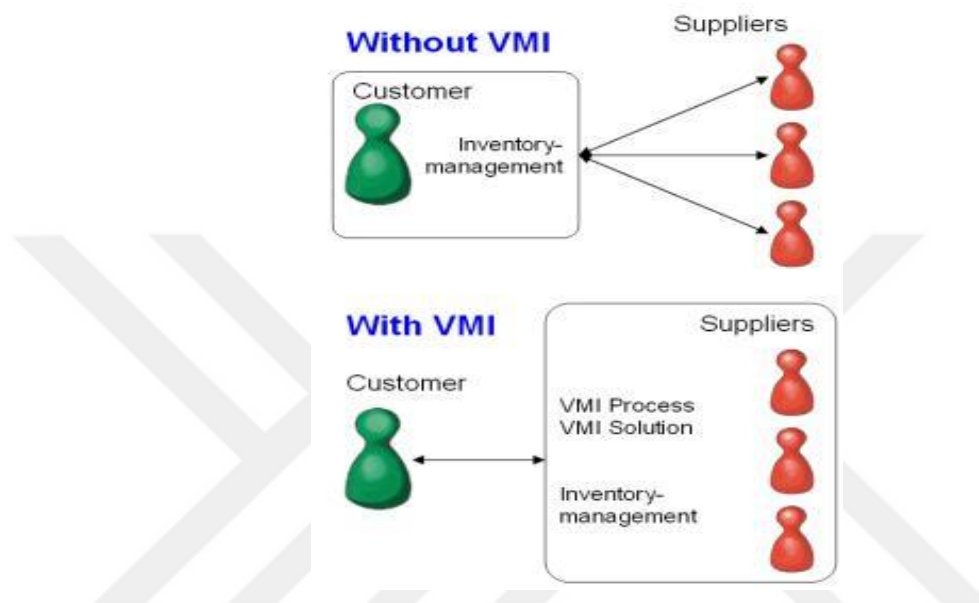 Without VMI
Suppliers
Customer
Inventory-
management
With VMI
Suppliers
Customer
VMI Process
VMI Solution
Inventory-
management